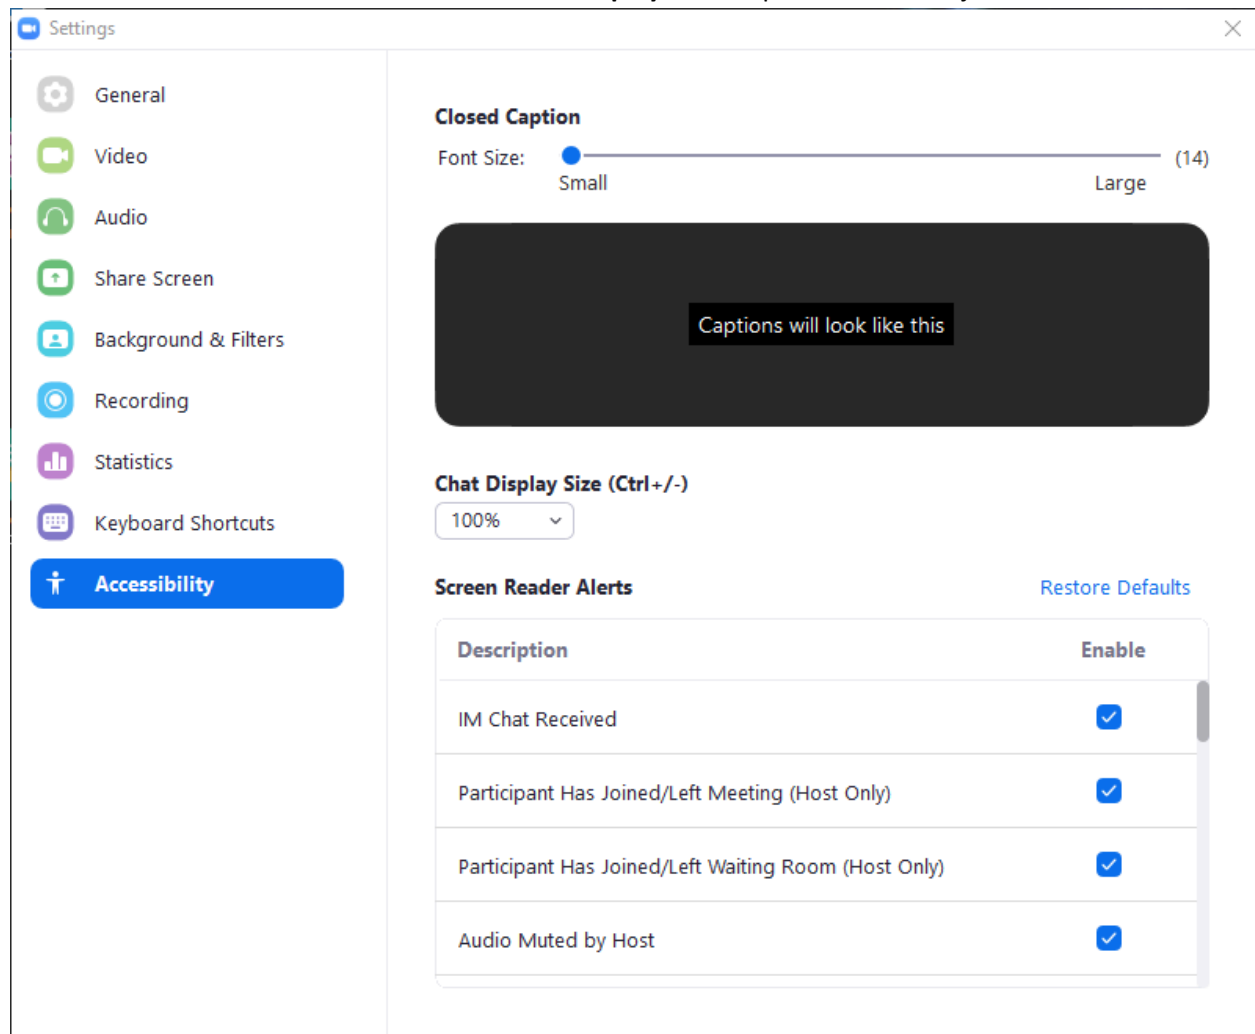 Settings
General
Video
Audio
Share Screen
Background & Filters
Recording
Statistics
Keyboard Shortcuts
Accessibility
Closed Caption
Font Size:
(14)
Small
Large
Captions will look like this
Chat Display Size (Ctrl+/-)
100%
Screen Reader Alerts
Restore Defaults
Description
Enable
IM Chat Received
Participant Has Joined/Left Meeting (Host Only)
Participant Has Joined/Left Waiting Room (Host Only)
Audio Muted by Host